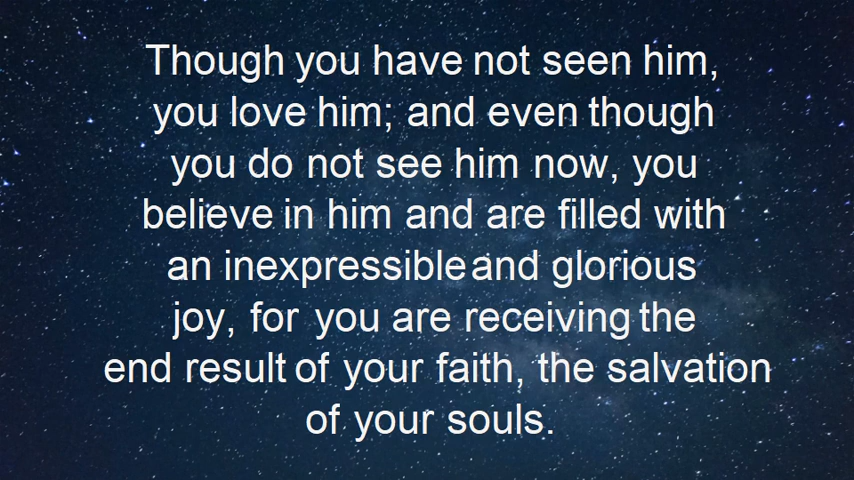 Though you have not seen him,
you love him; and even though
you do not see him now, you
believe in him and are filled with
an inexpressible and glorious
joy, for you are receiving the
end result of your faith, the salvation
of your souls.